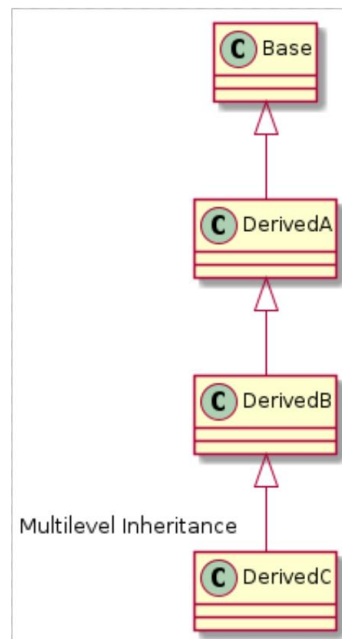 C Base
C DerivedA
C DerivedB
Multilevel Inheritance
C DerivedC